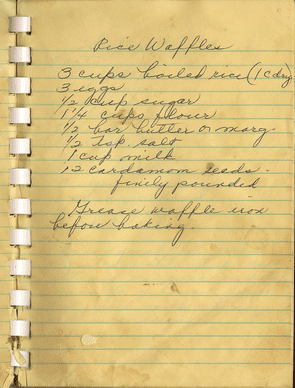 Rice Waffles
3 cups boiled rice (1 c dry)
3 eggs
1/2 cup sugar
1 1/4 cups flour
1/2 bar butter or marg.
1/2 tsp salt
1 cup milk
12 cardamom seeds.
finily pounded
Grease waffle iron
before baking.